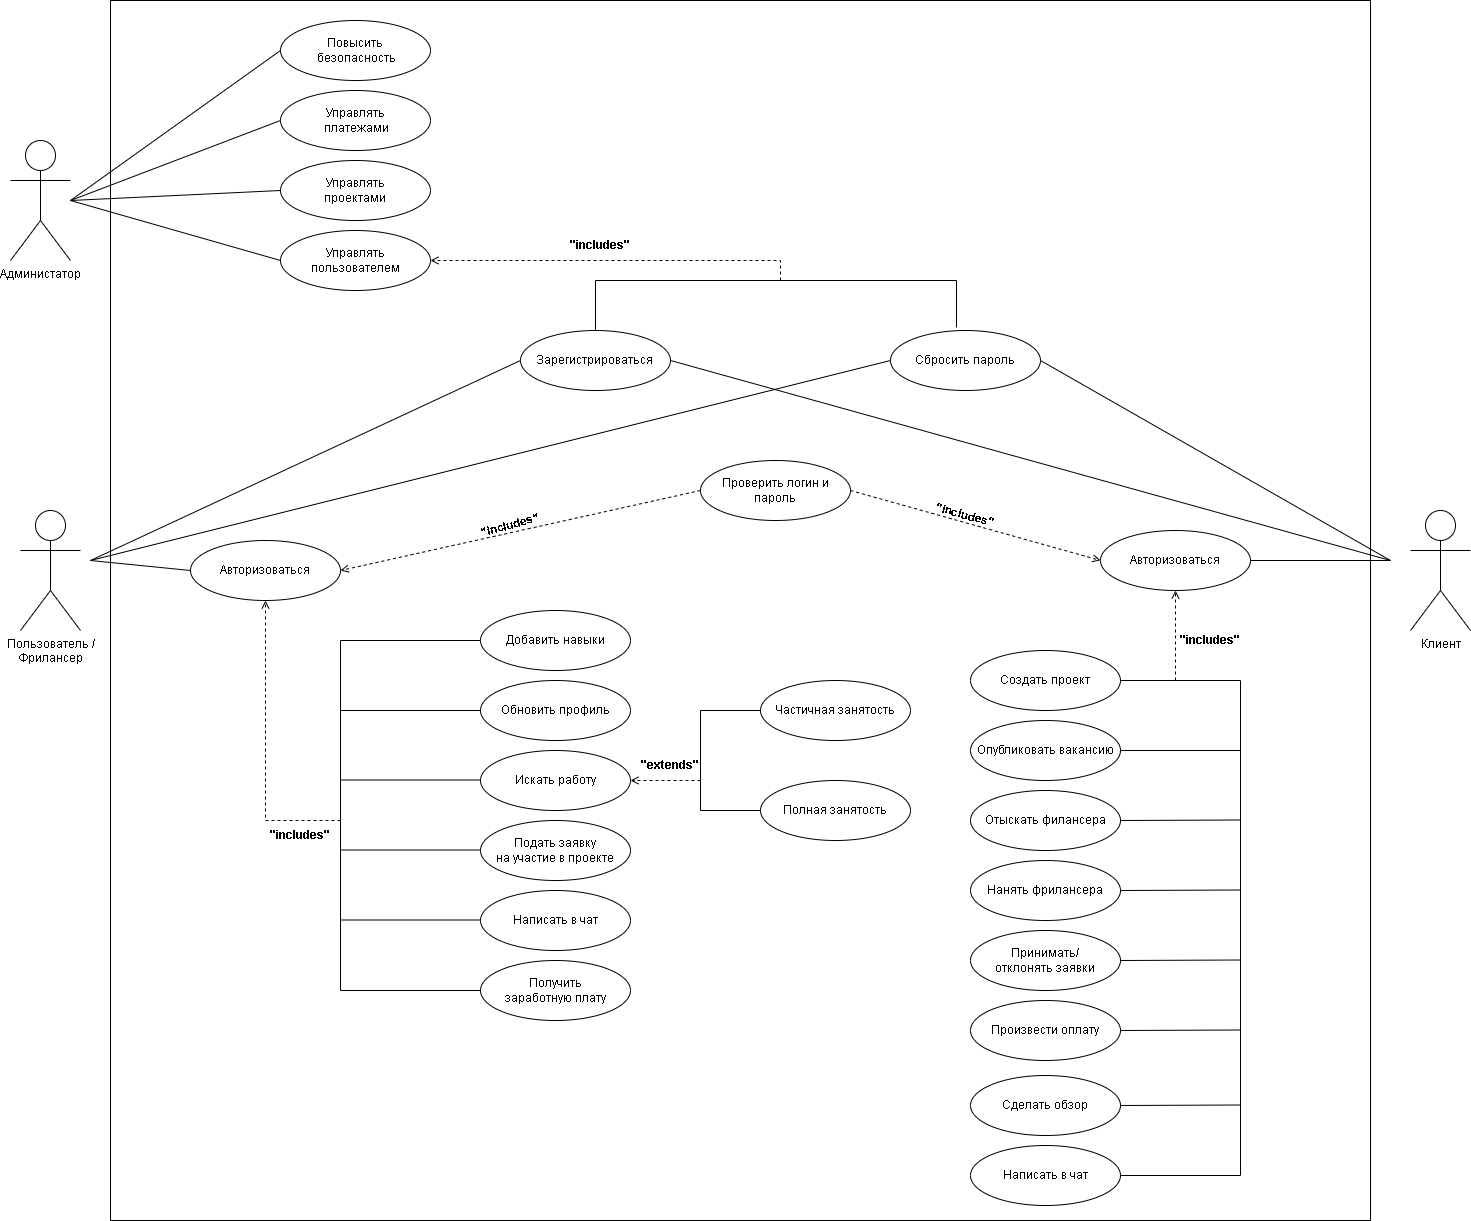 Повысить
безопасность
Управлять
платежами
Управлять
проектами
Управлять
пользователем
Администатор
"includes"
Зарегистрироваться
Сбросить пароль
Проверить логин и
пароль
"includes"
"includes"
Авторизоваться
Авторизоваться
Пользователь /
Фрилансер
Клиент
"includes"
Добавить навыки
Обновить профиль
Искать работу
"extends"
Частичная занятость
Полная занятость
"includes"
Подать заявку
на участие в проекте
Написать в чат
Получить
заработную плату
Создать проект
Опубликовать вакансию
Отыскать филансера
Нанять фрилансера
Принимать/
отклонять заявки
Произвести оплату
Сделать обзор
Написать в чат